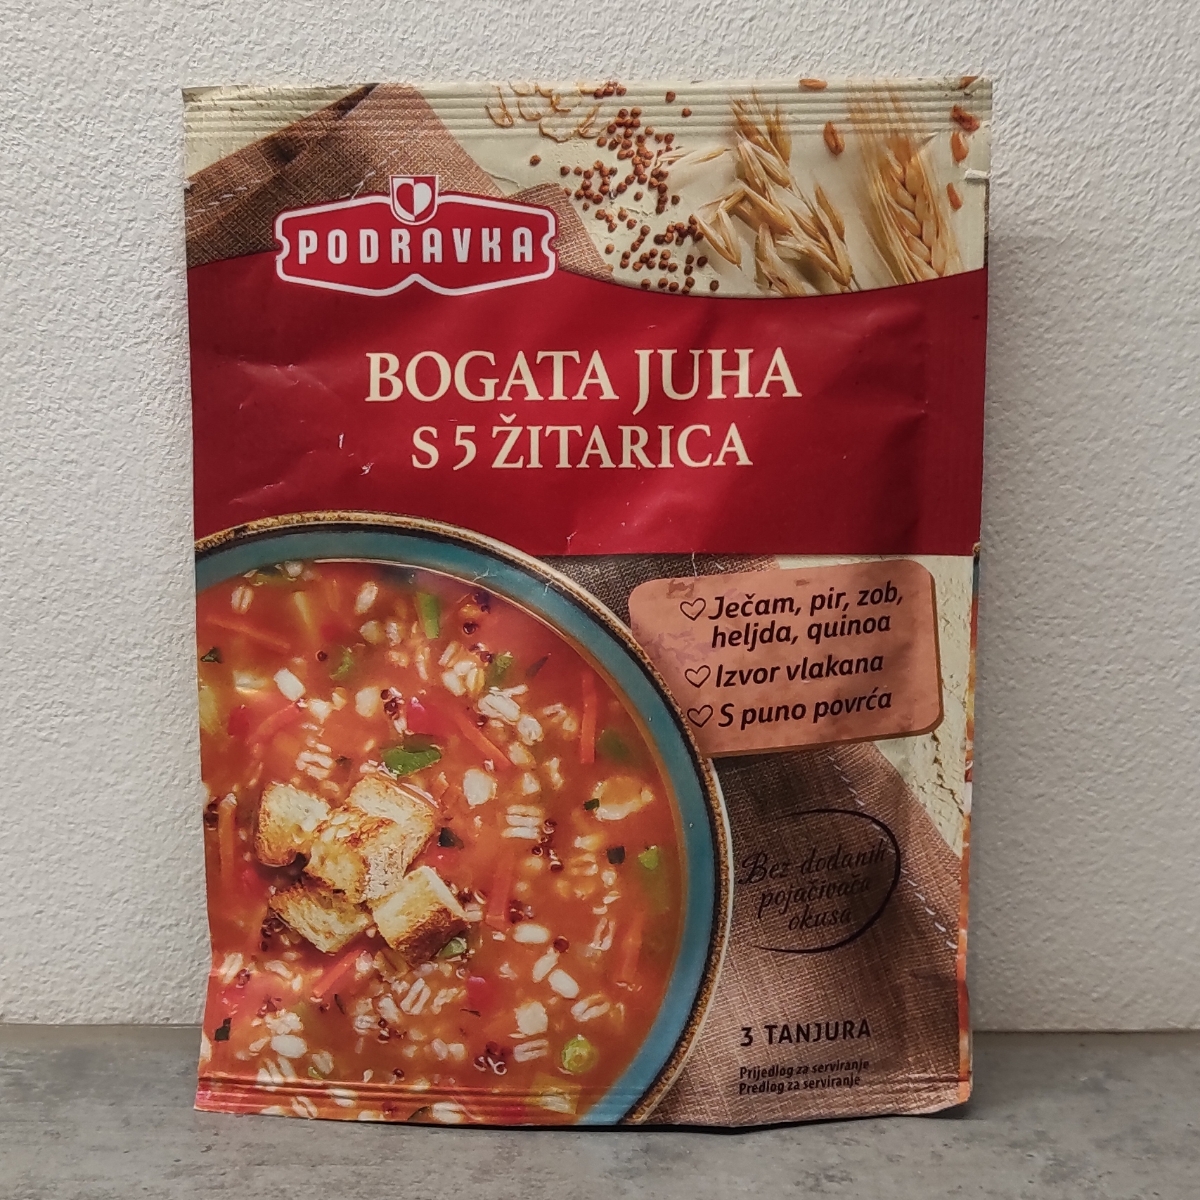 PODRAVKA
BOGATA JUHA
S 5 ŽITARICA
Ječam, pir, zob,
heljda, quinoa
Izvor vlakana
S puno povrća
Bez dodanih
pojačivača
okusa
3 TANJURA
Prijedlog za serviranje
Predlog za serviranje